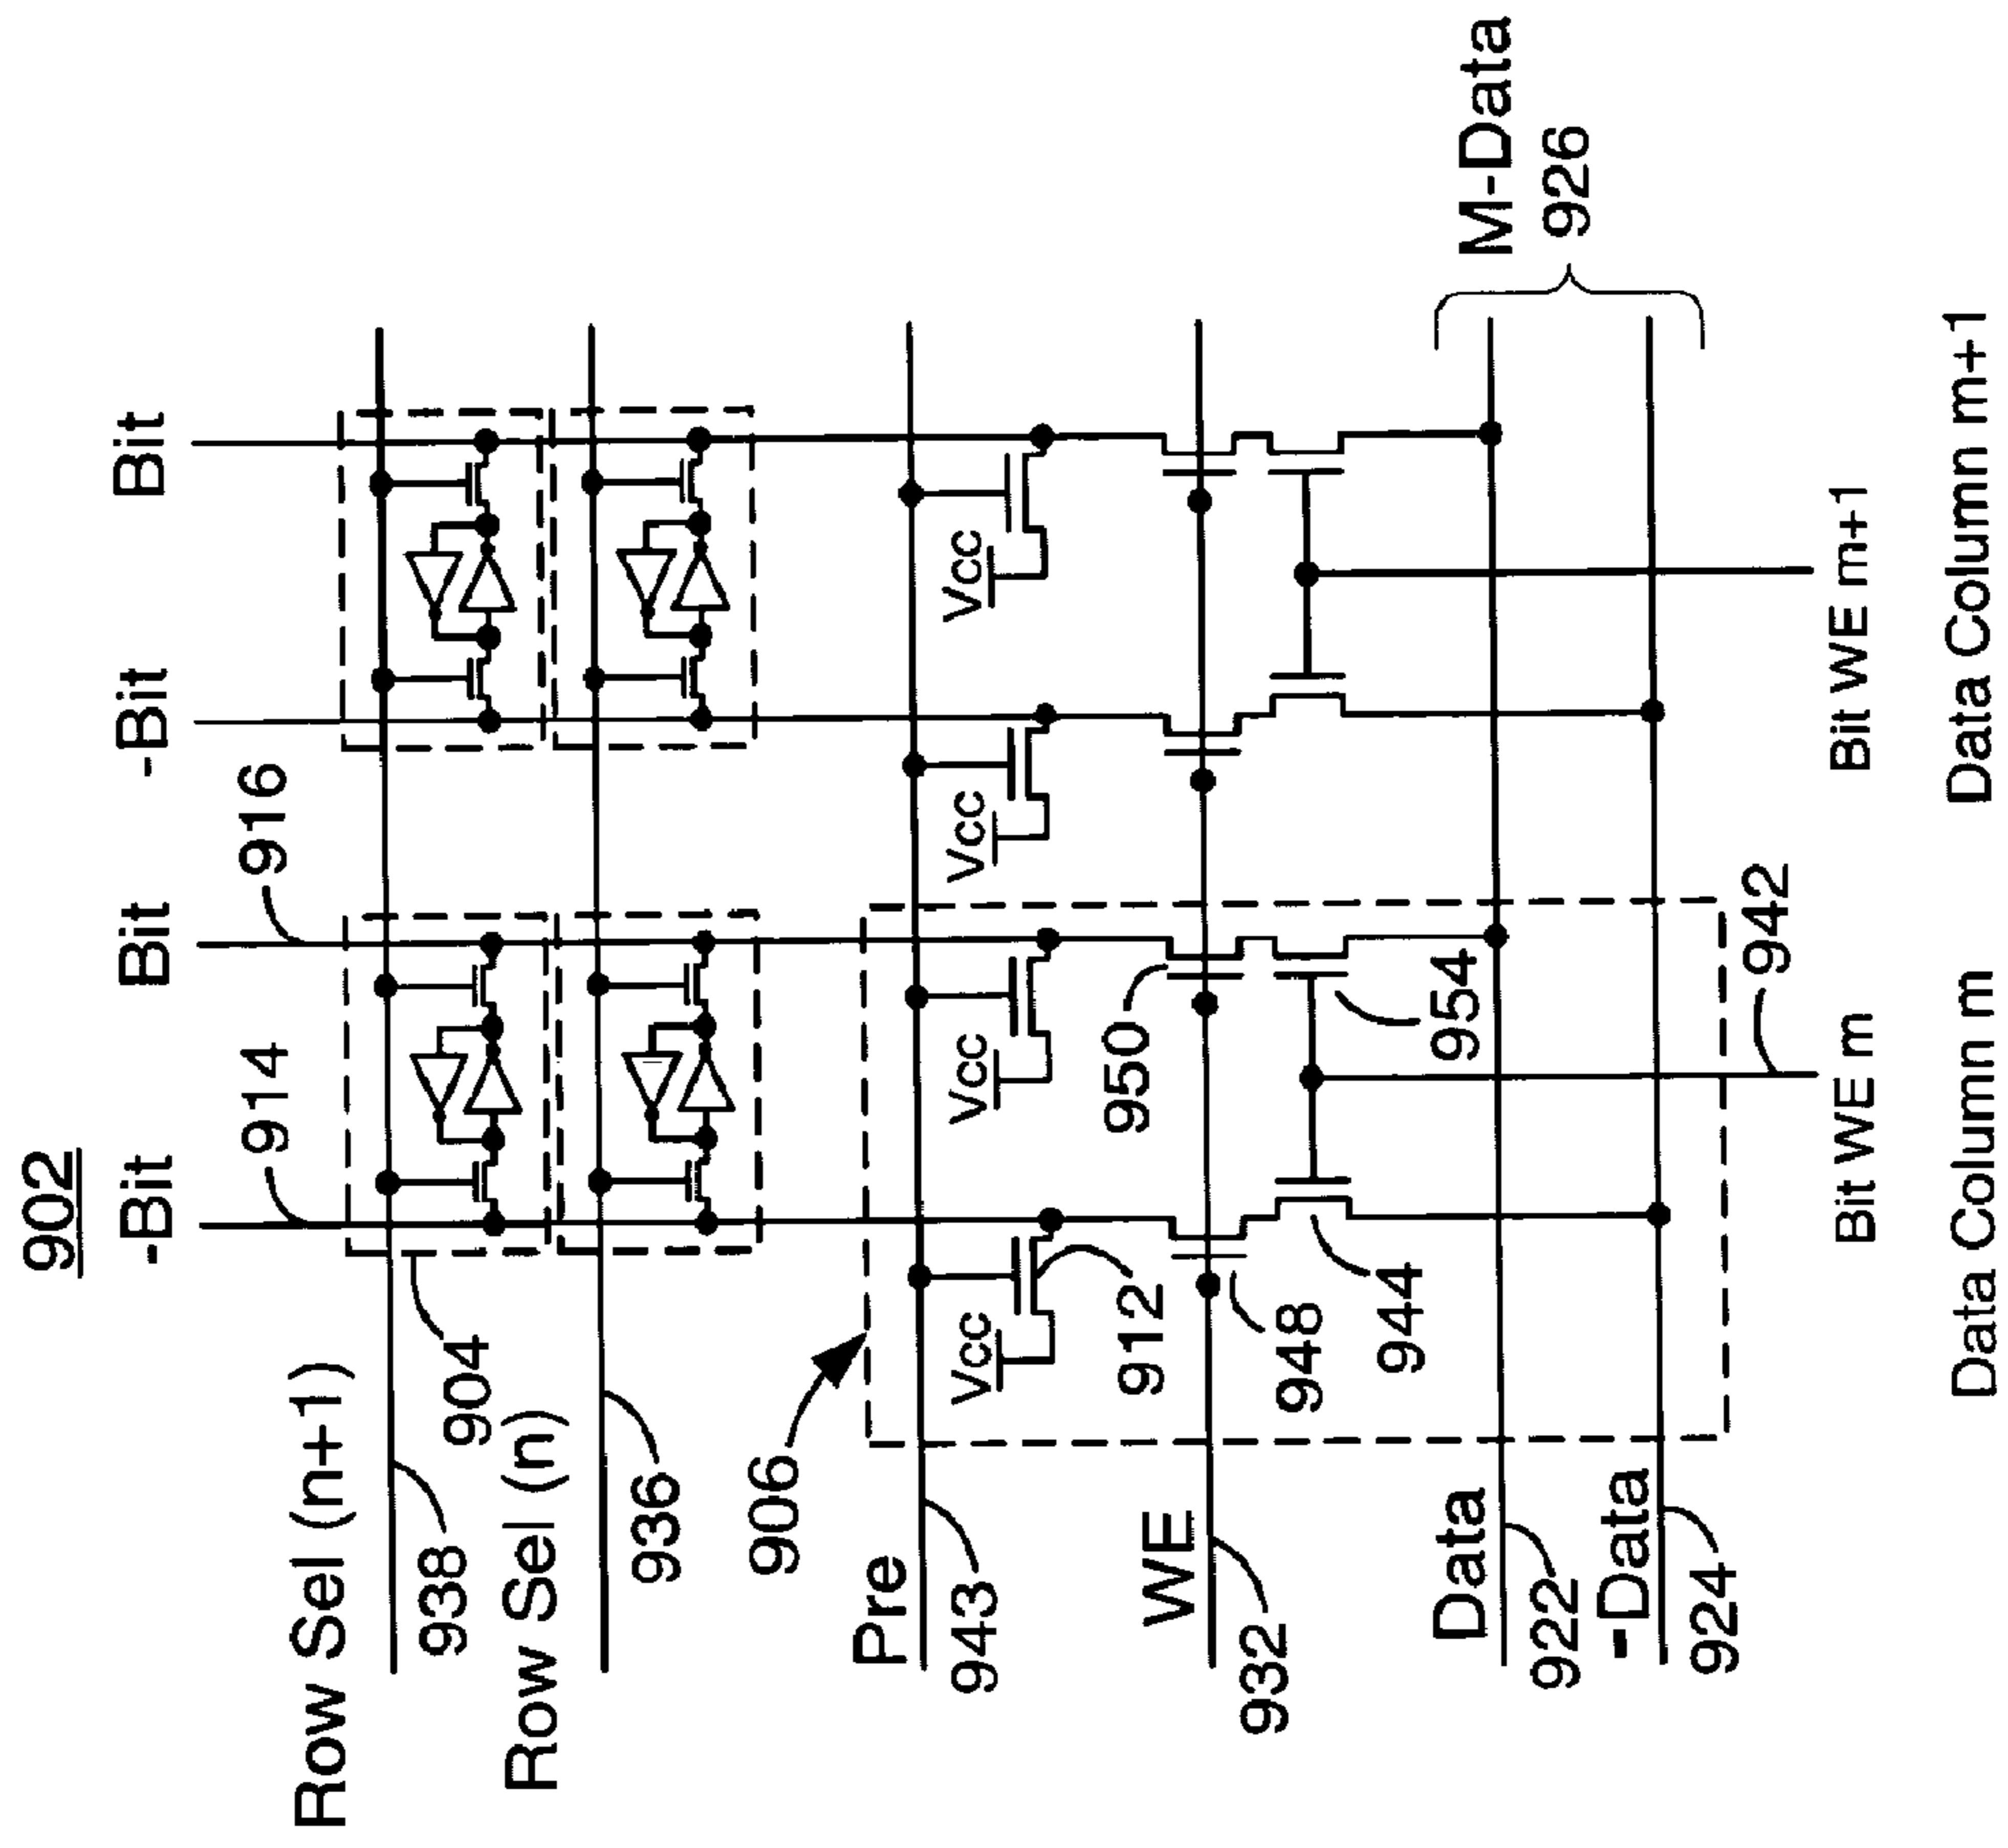 902
-Bit
Bit
-Bit
Bit
914
916
Row Sel (n+1)
938
904
Row Sel (n)
936
906
Pre
943
Vcc
Vcc
Vcc
Vcc
912
WE
932
950
948
944
954
Data
922
-Data
924
M-Data
926
942
Bit WE m
Bit WE m+1
Data Column m
Data Column m+1